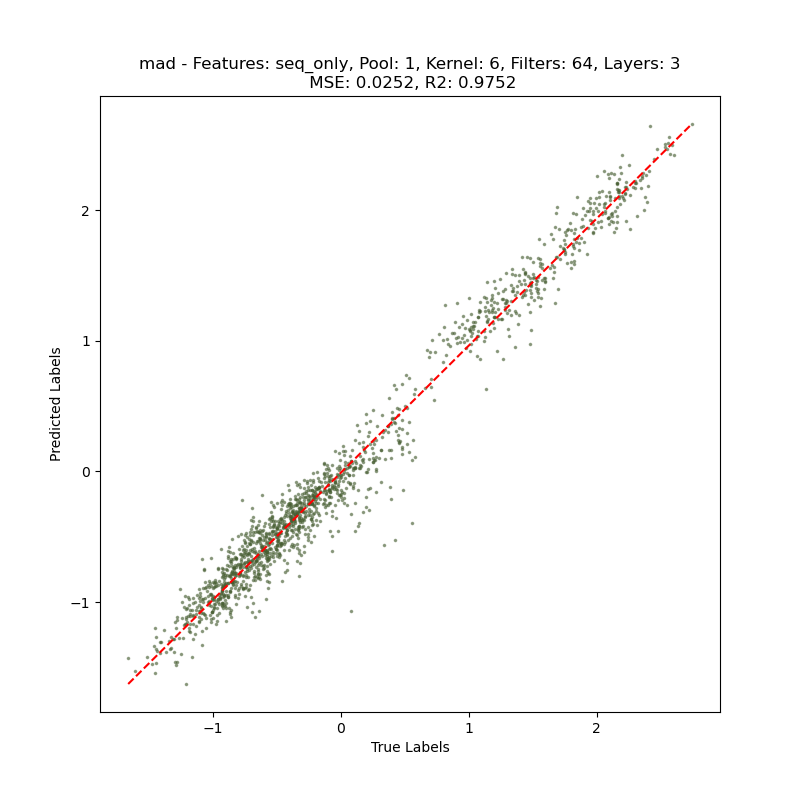 mad - Features: seq_only, Pool: 1, Kernel: 6, Filters: 64, Layers: 3
MSE: 0.0252, R2: 0.9752
2
1
0
−1
Predicted Labels
−1 0 1 2
True Labels